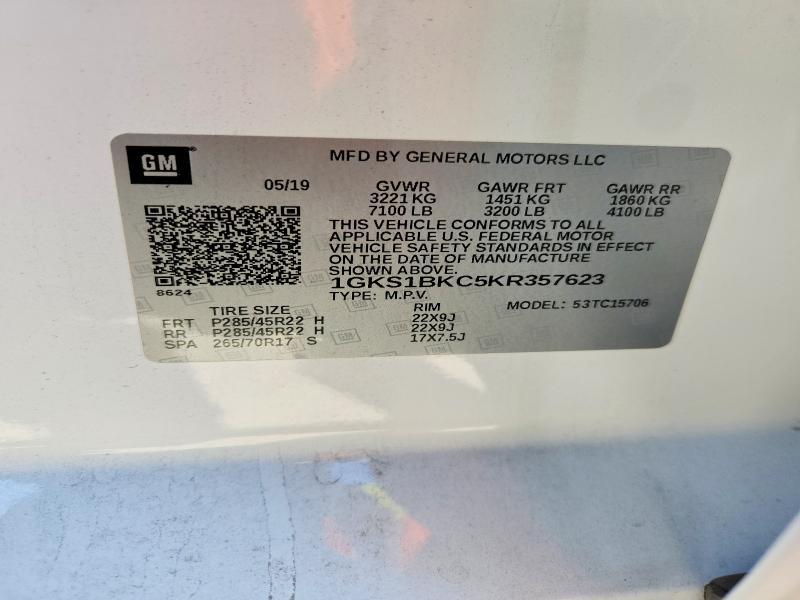 GM
MFD BY GENERAL MOTORS LLC
05/19 GVWR GAWR FRT GAWR RR
3221 KG 1451 KG 1860 KG
7100 LB 3200 LB 4100 LB
THIS VEHICLE CONFORMS TO ALL
APPLICABLE U.S. FEDERAL MOTOR
VEHICLE SAFETY STANDARDS IN EFFECT
ON THE DATE OF MANUFACTURE
SHOWN ABOVE.
8624
1GKS1BKC5KR357623
TYPE: M.P.V. MODEL: 53TC15706
TIRE SIZE RIM
FRT P285/45R22 H 22X9J
RR P285/45R22 H 22X9J
SPA 265/70R17 S 17X7.5J